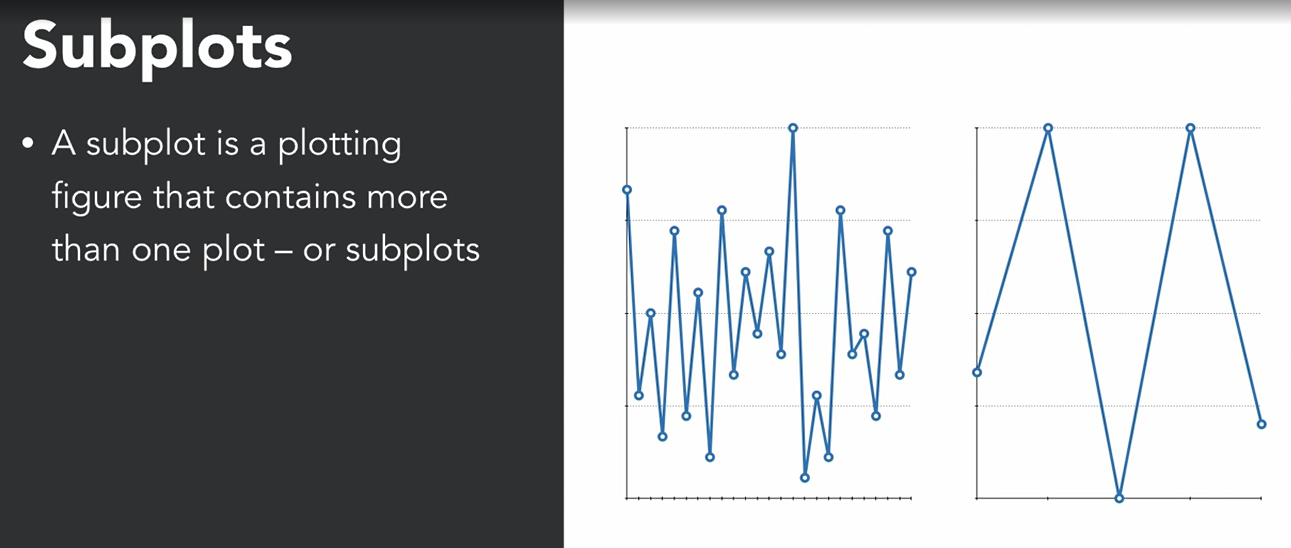 Subplots
• A subplot is a plotting
figure that contains more
than one plot – or subplots